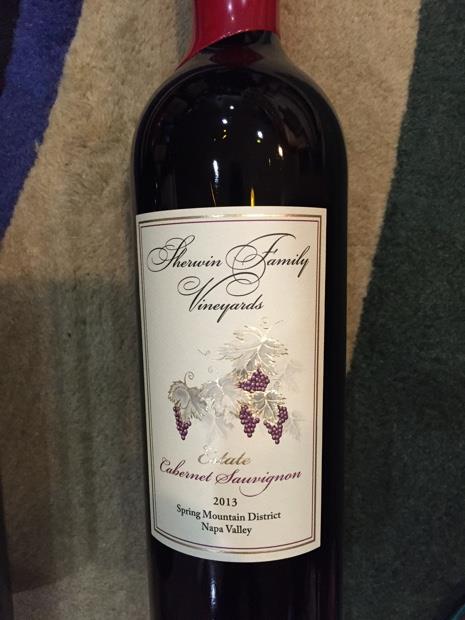 Sherwin Family
Vineyards
Estate
Cabernet Sauvignon
2013
Spring Mountain District
Napa Valley